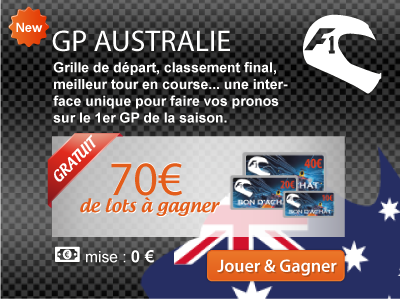 New
GP AUSTRALIE
F1
Grille de départ, classement final,
meilleur tour en course... une inter-
face unique pour faire vos pronos
sur le 1er GP de la saison.
GRATUIT
70€
de lots à gagner
40€
20€
BON D'ACHAT
mise : 0 €
Jouer & Gagner